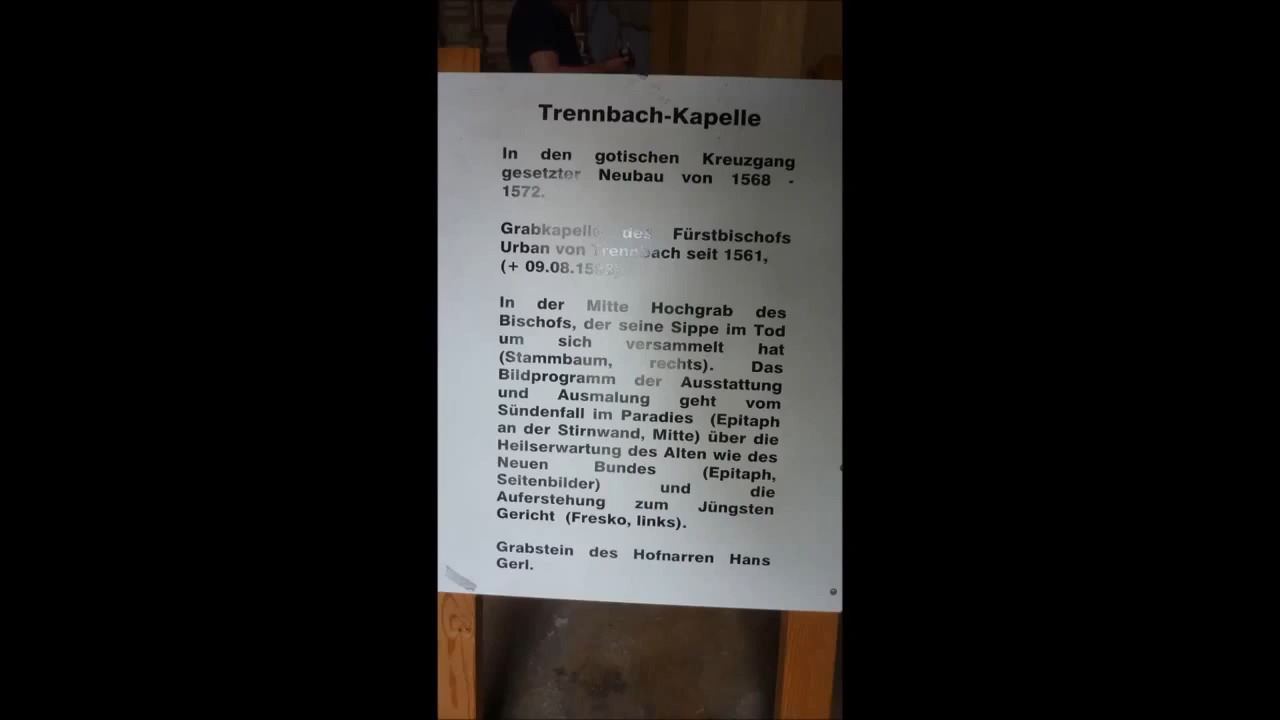 Trennbach-Kapelle
In den gotischen Kreuzgang
gesetzter Neubau von 1568 -
1572.
Grabkapelle des Fürstbischofs
Urban von Trennbach seit 1561,
(+ 09.08.1598)
In der Mitte Hochgrab des
Bischofs, der seine Sippe im Tod
um sich versammelt hat
(Stammbaum, rechts). Das
Bildprogramm der Ausstattung
und Ausmalung geht vom
Sündenfall im Paradies (Epitaph
an der Stirnwand, Mitte) über die
Heilserwartung des Alten wie des
Neuen Bundes (Epitaph,
Seitenbilder) und die
Auferstehung zum Jüngsten
Gericht (Fresko, links).
Grabstein des Hofnarren Hans
Gerl.